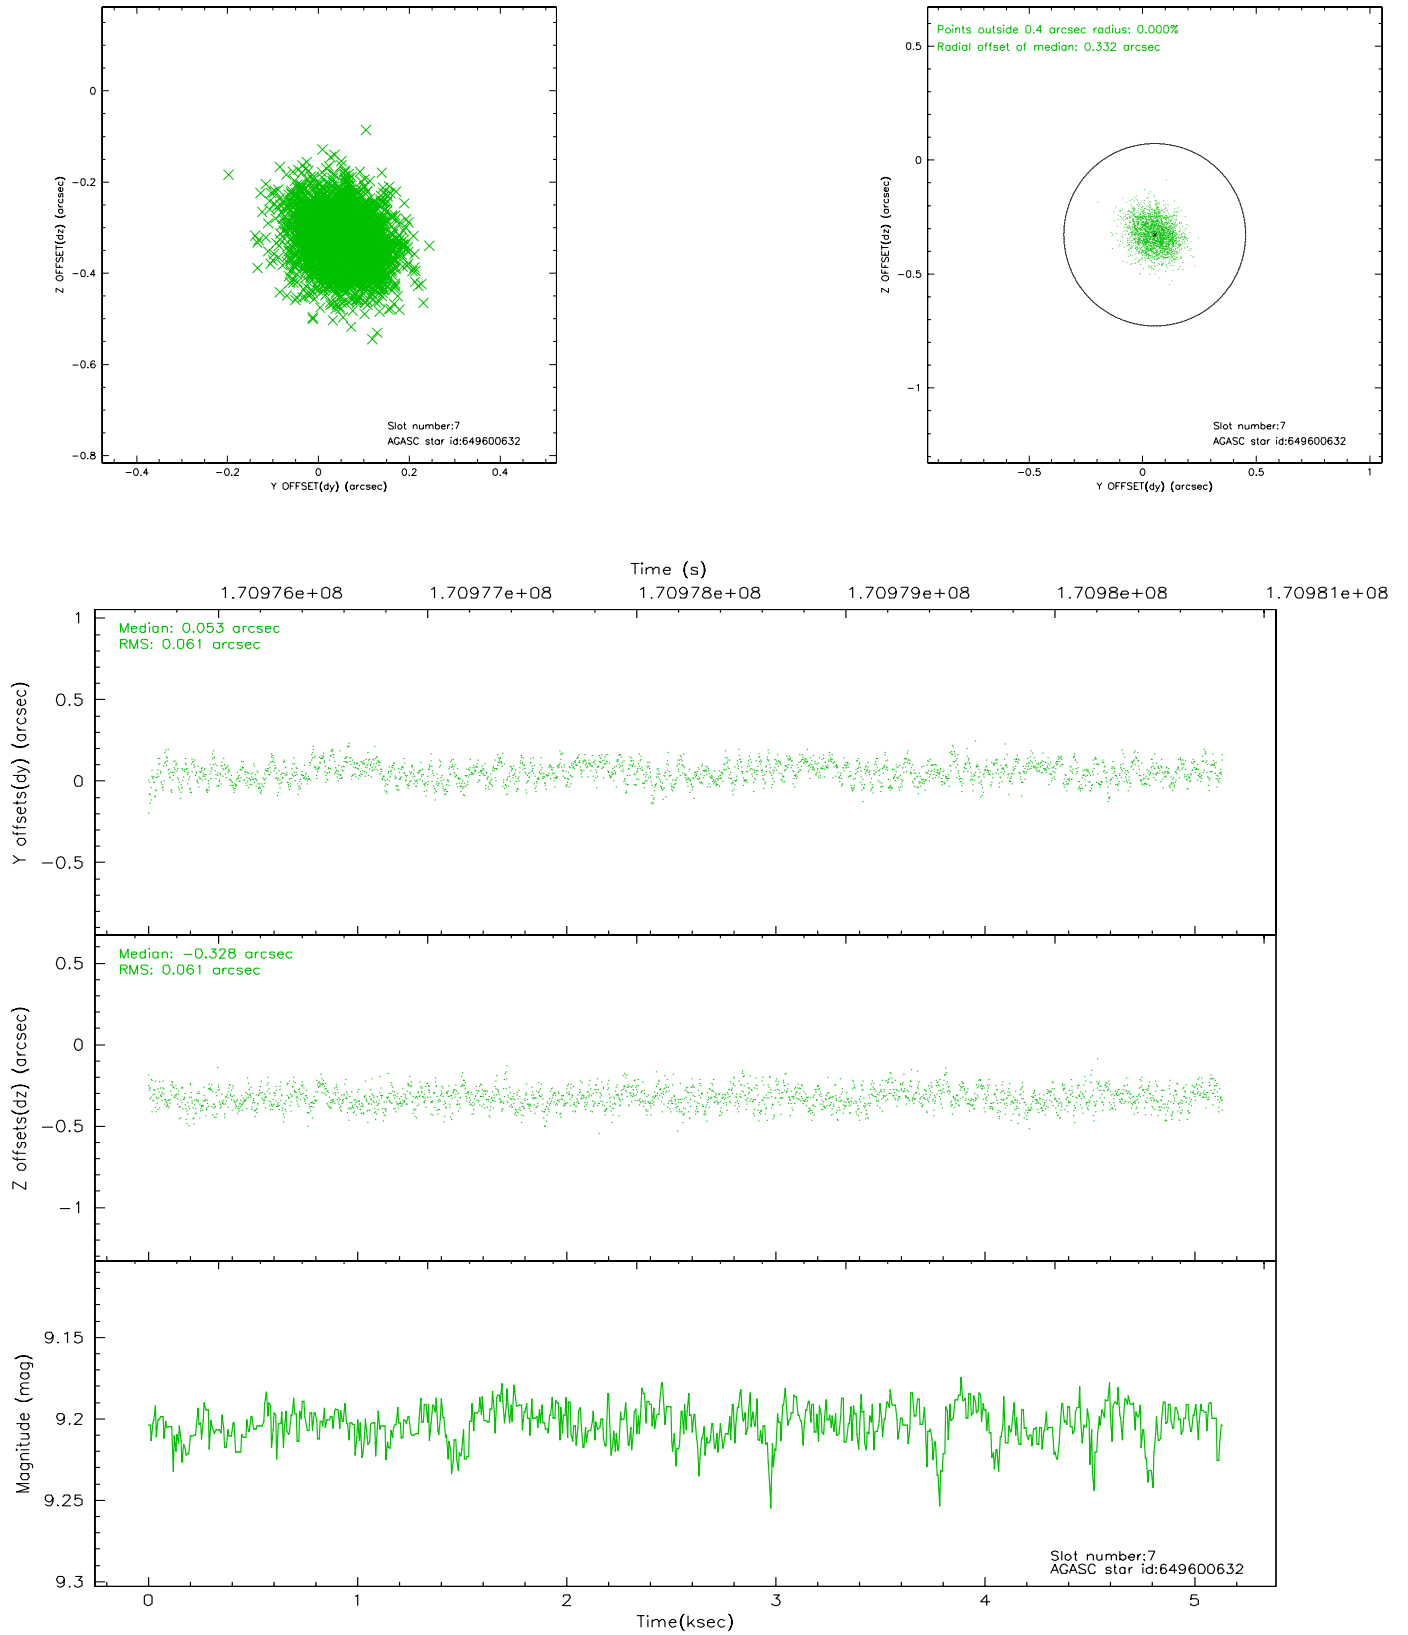 0
−0.2
−0.4
−0.6
−0.8
Z OFFSET(dz) (arcsec)
Slot number:7
AGASC star id:649600632
−0.4
−0.2
0
0.2
0.4
Y OFFSET(dy) (arcsec)
Points outside 0.4 arcsec radius: 0.000%
Radial offset of median: 0.332 arcsec
0.5
0
−0.5
−1
Z OFFSET(dz) (arcsec)
Slot number:7
AGASC star id:649600632
−0.5
0
0.5
1
Y OFFSET(dy) (arcsec)
Time (s)
1.70976e+08
1.70977e+08
1.70978e+08
1.70979e+08
1.7098e+08
1.70981e+08
Median: 0.053 arcsec
RMS: 0.061 arcsec
1
0.5
0
−0.5
Y offsets(dy) (arcsec)
Median: −0.328 arcsec
RMS: 0.061 arcsec
0.5
0
−0.5
−1
Z offsets(dz) (arcsec)
9.15
9.2
9.25
9.3
Magnitude (mag)
Slot number:7
AGASC star id:649600632
0
1
2
3
4
5
Time(ksec)